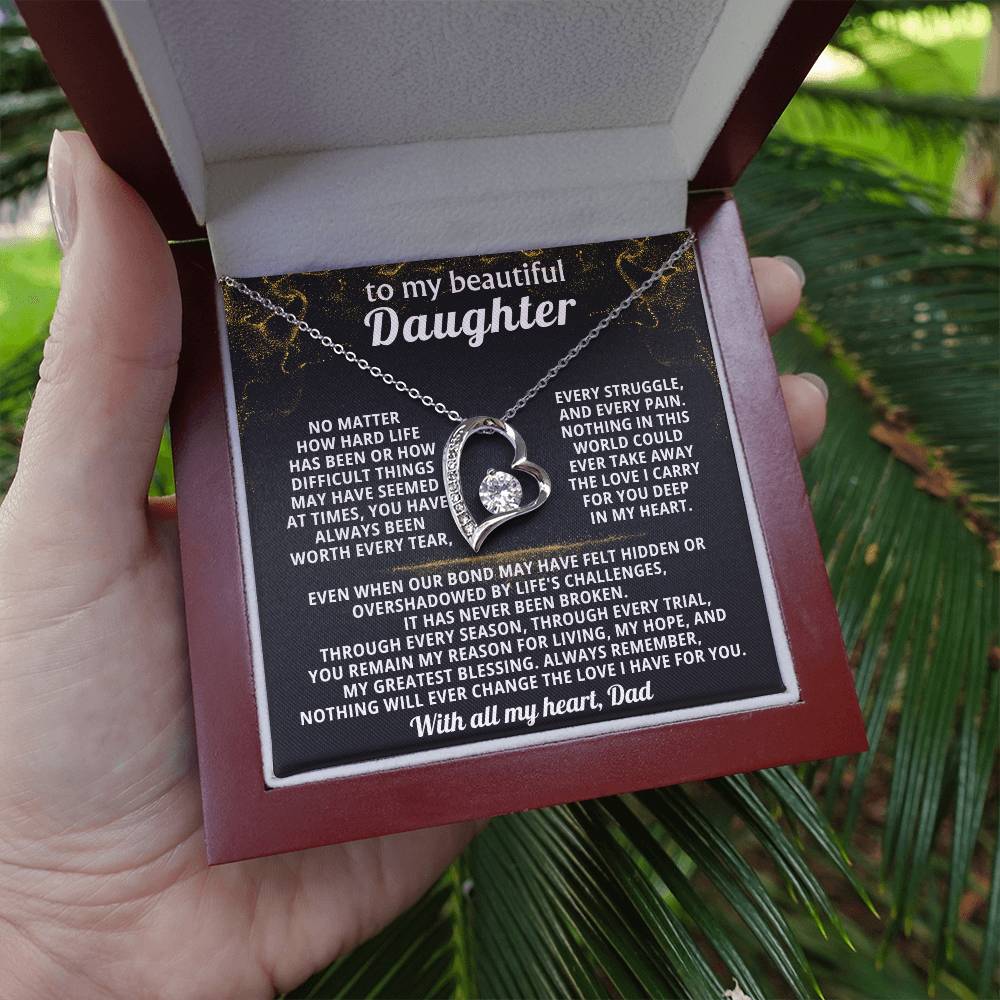 to my beautiful
Daughter
NO MATTER
HOW HARD LIFE
HAS BEEN OR HOW
DIFFICULT THINGS
MAY HAVE SEEMED
AT TIMES, YOU HAVE
ALWAYS BEEN
WORTH EVERY TEAR,
EVERY STRUGGLE,
AND EVERY PAIN.
NOTHING IN THIS
WORLD COULD
EVER TAKE AWAY
THE LOVE I CARRY
FOR YOU DEEP
IN MY HEART.
EVEN WHEN OUR BOND MAY HAVE FELT HIDDEN OR
OVERSHADOWED BY LIFE'S CHALLENGES,
IT HAS NEVER BEEN BROKEN.
THROUGH EVERY SEASON, THROUGH EVERY TRIAL,
YOU REMAIN MY REASON FOR LIVING, MY HOPE, AND
MY GREATEST BLESSING. ALWAYS REMEMBER,
NOTHING WILL EVER CHANGE THE LOVE I HAVE FOR YOU.
With all my heart, Dad